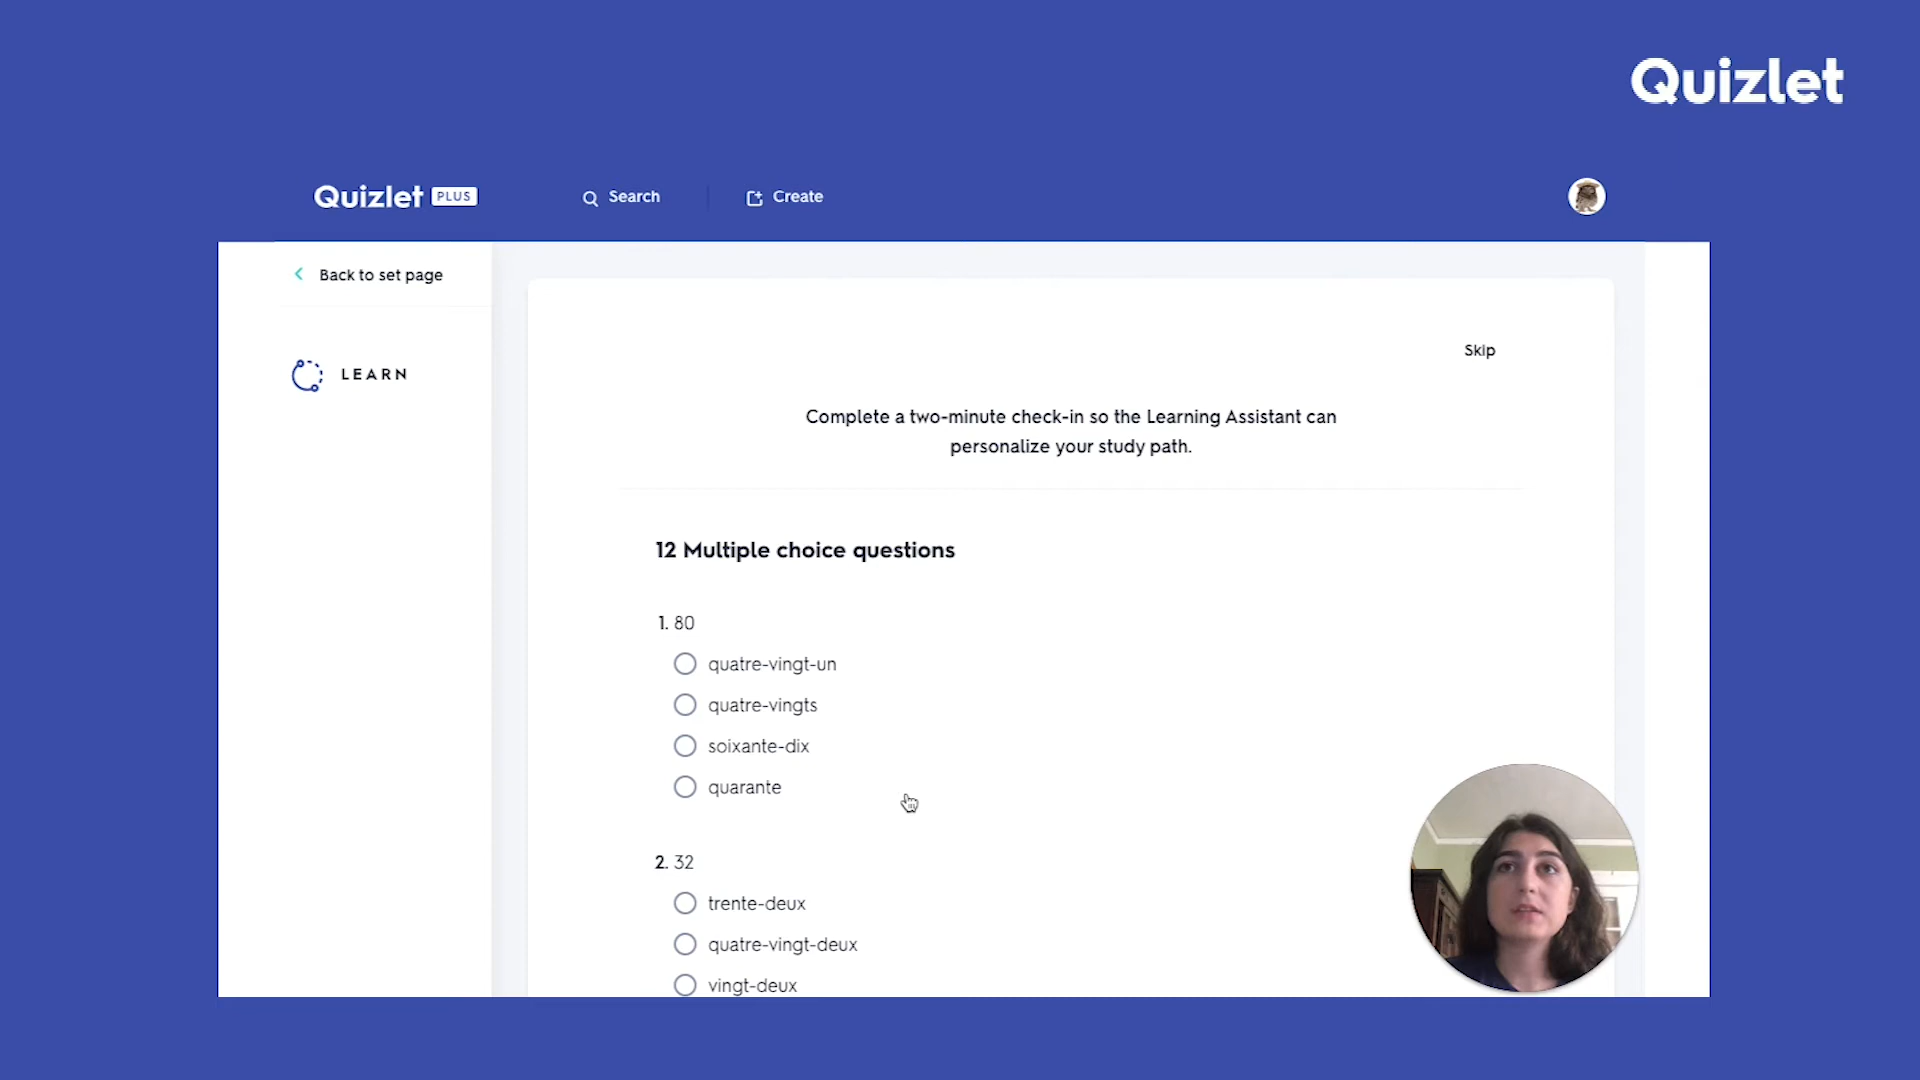 Quizlet
Quizlet PLUS
Search
Create
Back to set page
LEARN
Skip
Complete a two-minute check-in so the Learning Assistant can
personalize your study path.
12 Multiple choice questions
1. 80
quatre-vingt-un
quatre-vingts
soixante-dix
quarante
2. 32
trente-deux
quatre-vingt-deux
vingt-deux